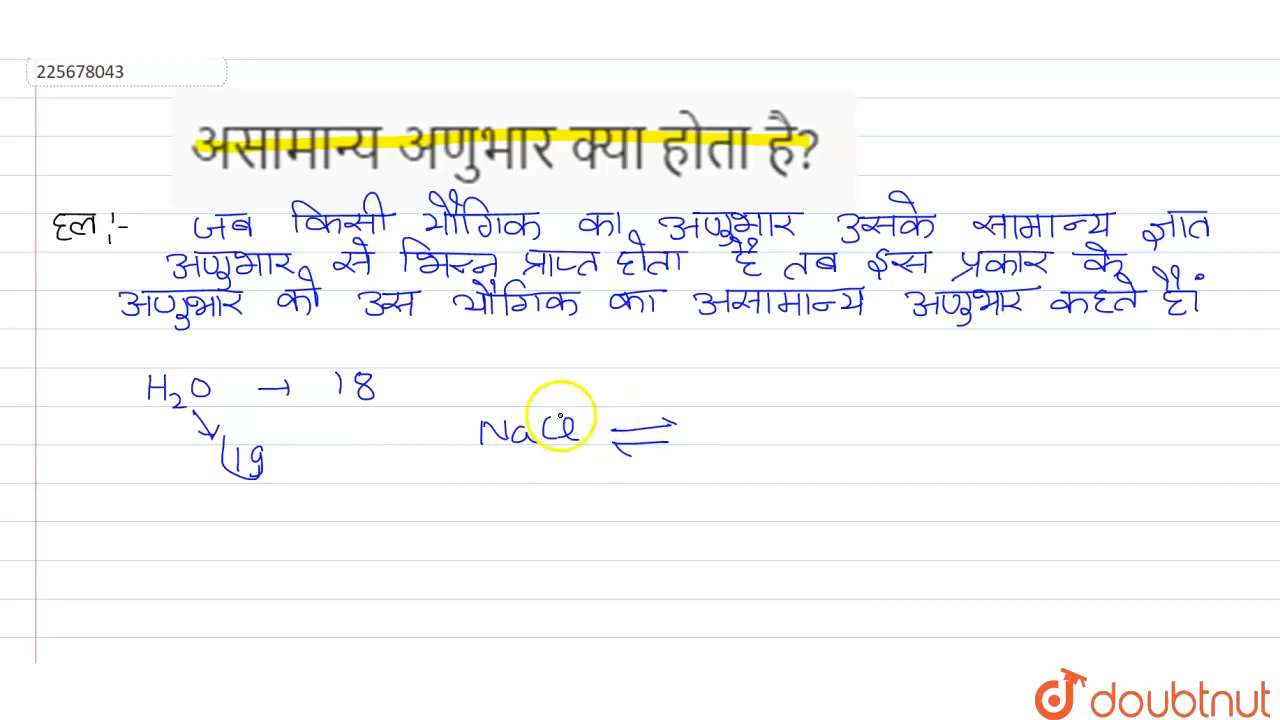 225678043
असामान्य अणुभार क्या होता है?
हल :- जब किसी यौगिक का अणुभार उसके सामान्य ज्ञात
अणुभार से भिन्न प्राप्त होता है तब इस प्रकार के
अणुभार को उस यौगिक का असामान्य अणुभार कहते हैं
H₂O → 18
NaCl ⇌
19
doubtnut